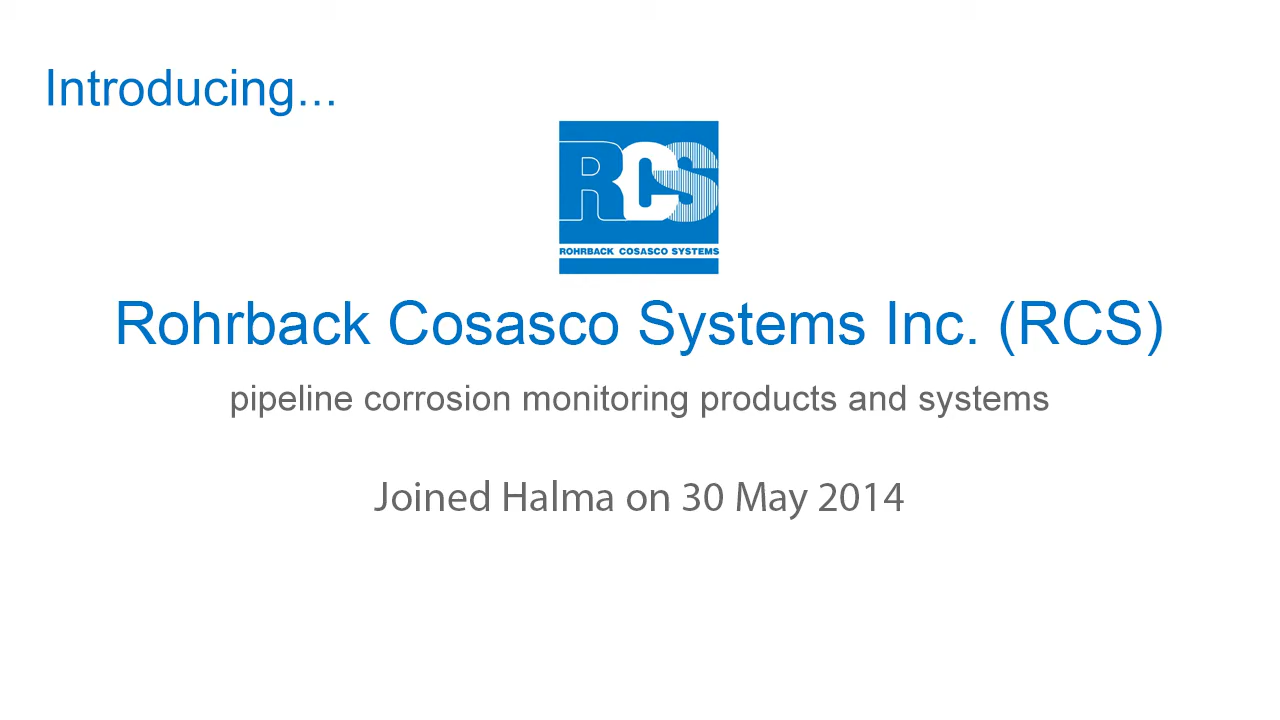 Introducing...
RCS
ROHRBACK COSASCO SYSTEMS
Rohrback Cosasco Systems Inc. (RCS)
pipeline corrosion monitoring products and systems
Joined Halma on 30 May 2014